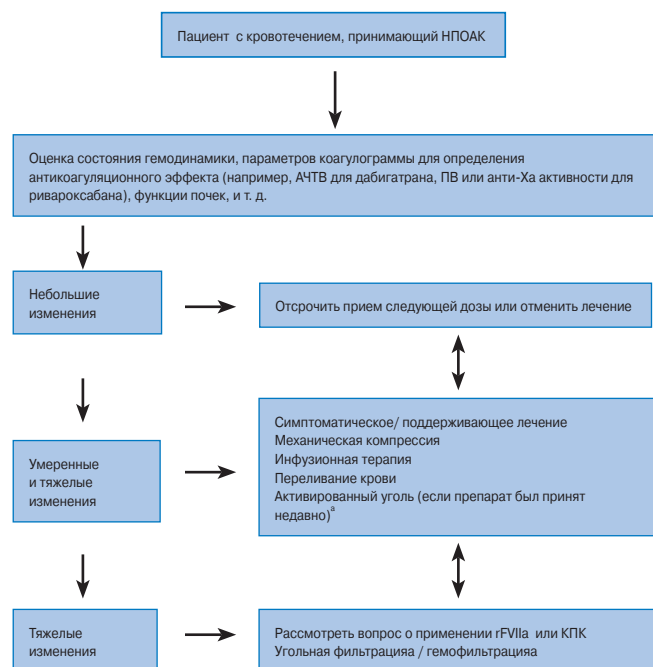 Пациент с кровотечением, принимающий НПОАК
Оценка состояния гемодинамики, параметров коагулограммы для определения
антикоагуляционного эффекта (например, АЧТВ для дабигатрана, ПВ или анти-Ха активности для
ривароксабана), функции почек, и т. д.
Небольшие
изменения
Отсрочить прием следующей дозы или отменить лечение
Умеренные
и тяжелые
изменения
Симптоматическое/ поддерживающее лечение
Механическая компрессия
Инфузионная терапия
Переливание крови
Активированный уголь (если препарат был принят
недавно)ª
Тяжелые
изменения
Рассмотреть вопрос о применении rFVIIa или КПК
Угольная фильтрацияа / гемофильтрацияа